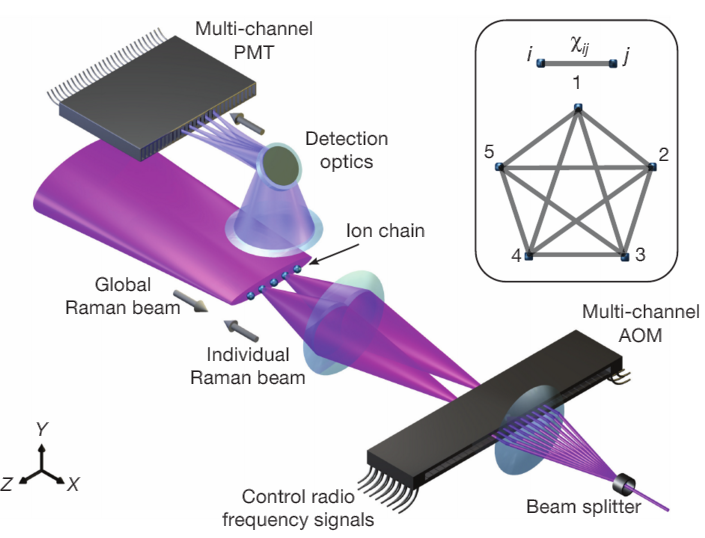 Multi-channel
PMT
Detection
optics
Ion chain
Global
Raman beam
Individual
Raman beam
Multi-channel
AOM
Control radio
frequency signals
Beam splitter
Y
Z
X
i
χij
j
1
5
2
4
3